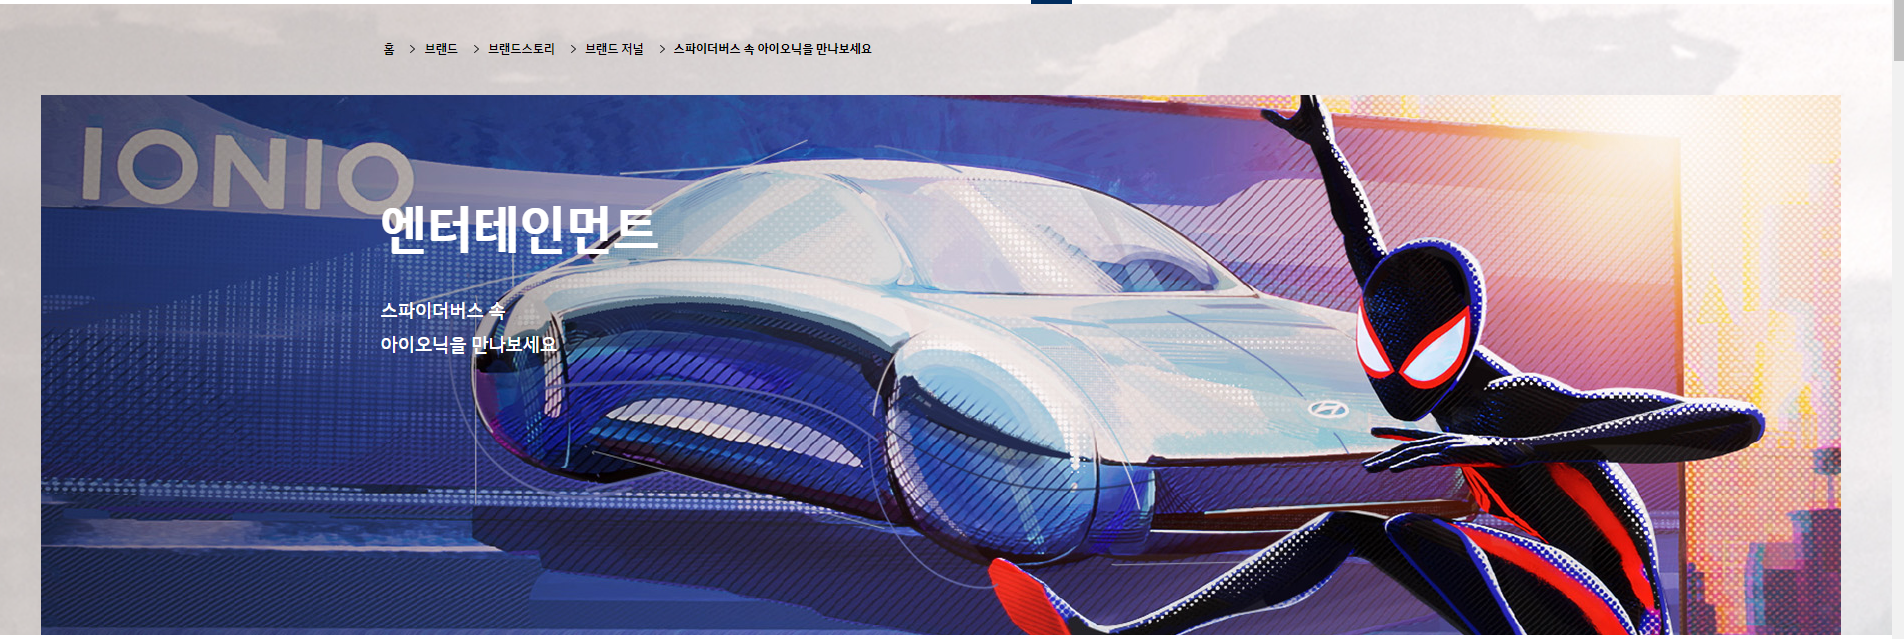 홈 > 브랜드 > 브랜드스토리 > 브랜드 저널 > 스파이더버스 속 아이오닉을 만나보세요
IONIQ
엔터테인먼트
스파이더버스 속
아이오닉을 만나보세요